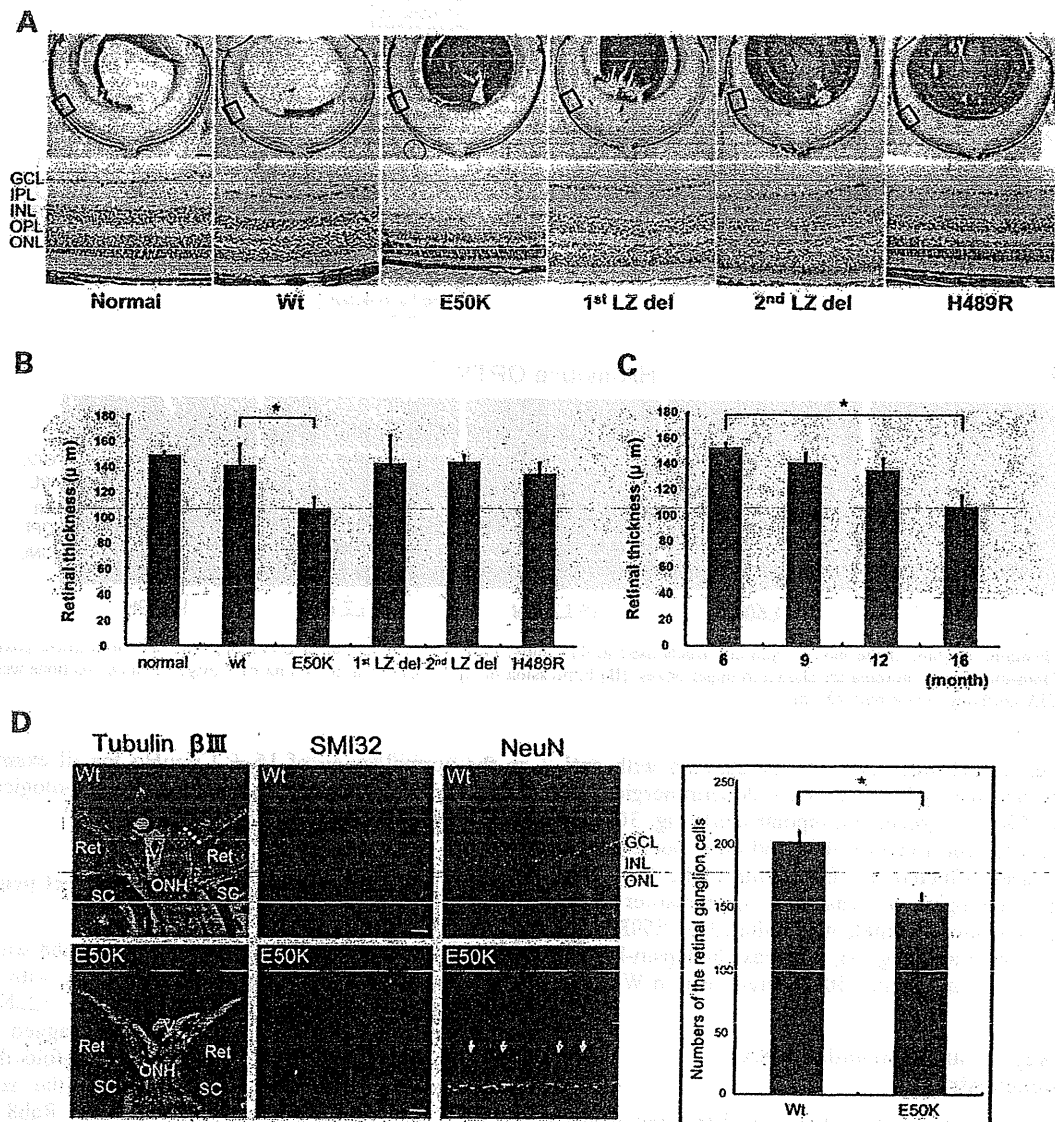 A
GCL
IPL
INL
OPL
ONL
Normal Wt E50K 1st LZ del 2nd LZ del H489R
B
Retinal thickness (μ m)
180
160
140
120
100
80
60
40
20
0
normal wt E50K 1st LZ del 2nd LZ del H489R
*
C
Retinal thickness (μ m)
180
160
140
120
100
80
60
40
20
0
6 9 12 16
(month)
*
D
Tubulin βIII SMI32 NeuN
Wt Wt Wt
Ret Ret
SC ONH SC
GCL
INL
ONL
E50K E50K E50K
Ret Ret
ONH
SC SC
Numbers of the retinal ganglion cells
250
200
150
100
50
0
Wt E50K
*